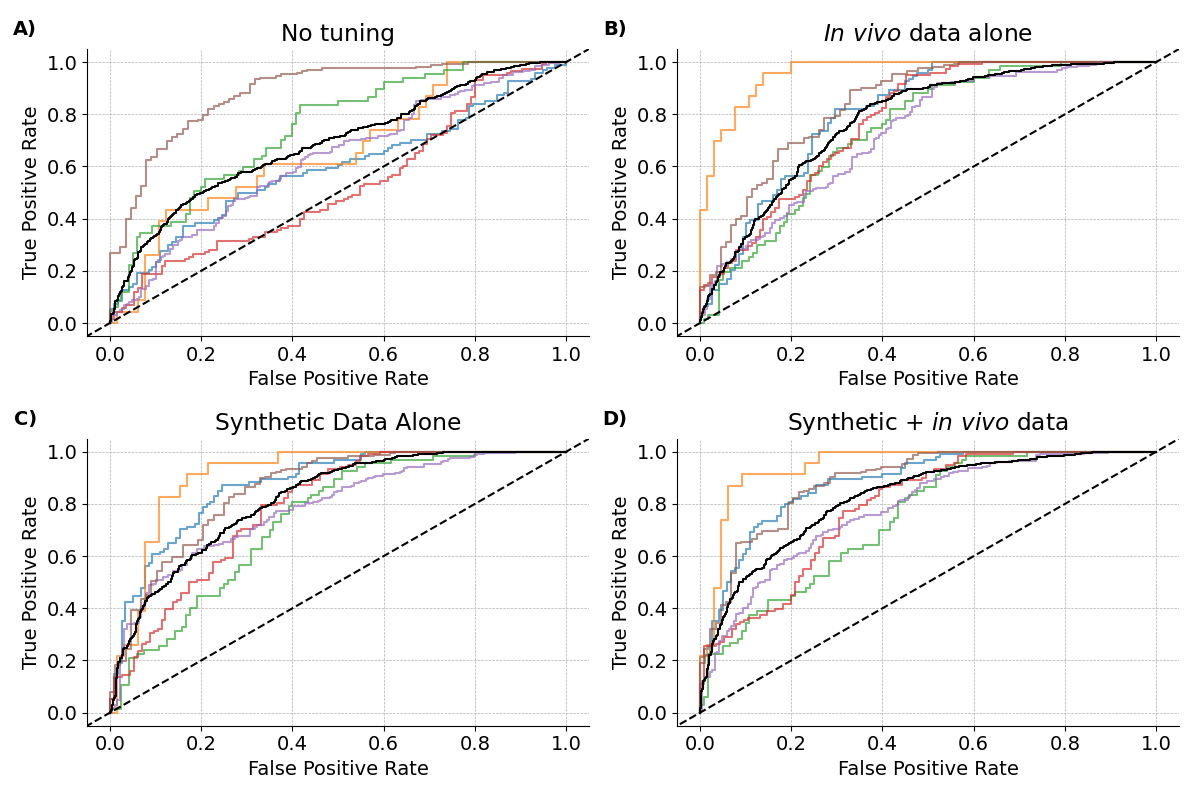 A)
No tuning
True Positive Rate
1.0
0.8
0.6
0.4
0.2
0.0
0.0 0.2 0.4 0.6 0.8 1.0
False Positive Rate
B)
In vivo data alone
True Positive Rate
1.0
0.8
0.6
0.4
0.2
0.0
0.0 0.2 0.4 0.6 0.8 1.0
False Positive Rate
C)
Synthetic Data Alone
True Positive Rate
1.0
0.8
0.6
0.4
0.2
0.0
0.0 0.2 0.4 0.6 0.8 1.0
False Positive Rate
D)
Synthetic + in vivo data
True Positive Rate
1.0
0.8
0.6
0.4
0.2
0.0
0.0 0.2 0.4 0.6 0.8 1.0
False Positive Rate